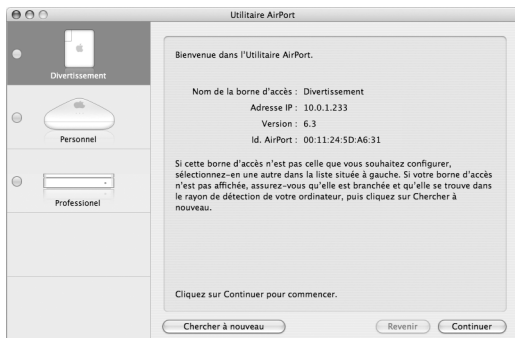 Utilitaire AirPort
Divertissement
Personnel
Professionel
Bienvenue dans l'Utilitaire AirPort.
Nom de la borne d'accès : Divertissement
Adresse IP : 10.0.1.233
Version : 6.3
Id. AirPort : 00:11:24:5D:A6:31
Si cette borne d'accès n'est pas celle que vous souhaitez configurer,
sélectionnez-en une autre dans la liste située à gauche. Si votre borne d'accès
n'est pas affichée, assurez-vous qu'elle est branchée et qu'elle se trouve dans
le rayon de détection de votre ordinateur, puis cliquez sur Chercher à
nouveau.
Cliquez sur Continuer pour commencer.
Chercher à nouveau
Revenir
Continuer